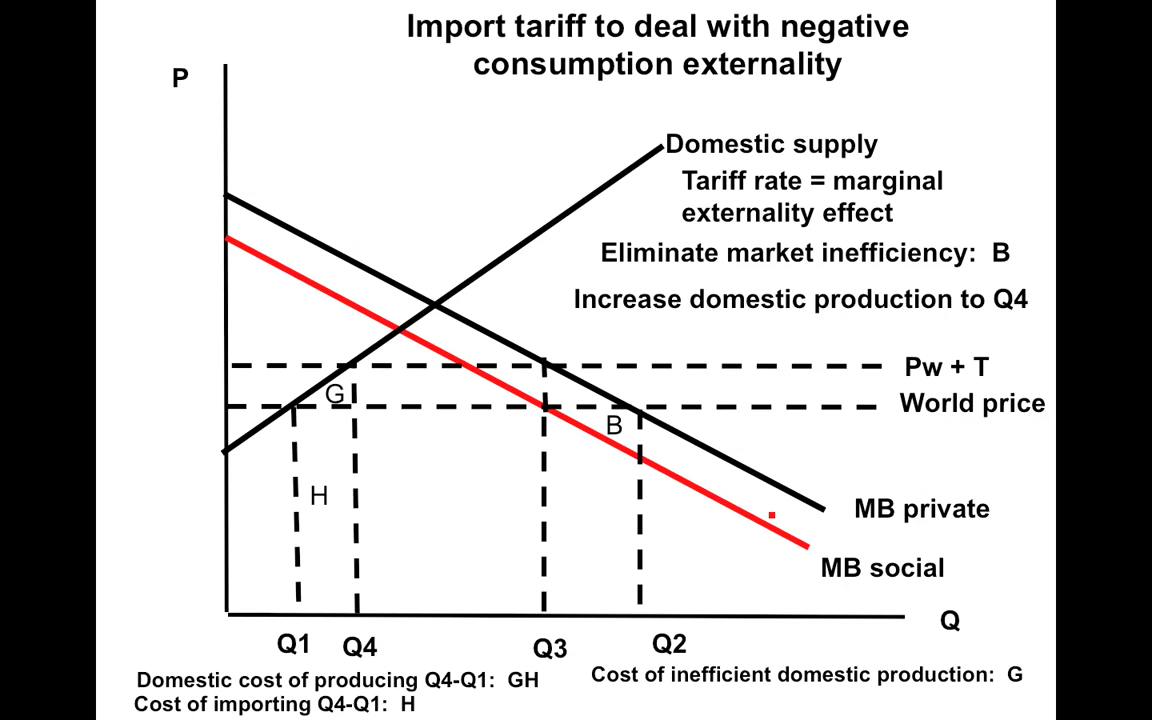 Import tariff to deal with negative
consumption externality
P
Domestic supply
Tariff rate = marginal
externality effect
Eliminate market inefficiency: B
Increase domestic production to Q4
Pw + T
World price
G
B
H
MB private
MB social
Q
Q1 Q4 Q3 Q2
Domestic cost of producing Q4-Q1: GH
Cost of importing Q4-Q1: H
Cost of inefficient domestic production: G